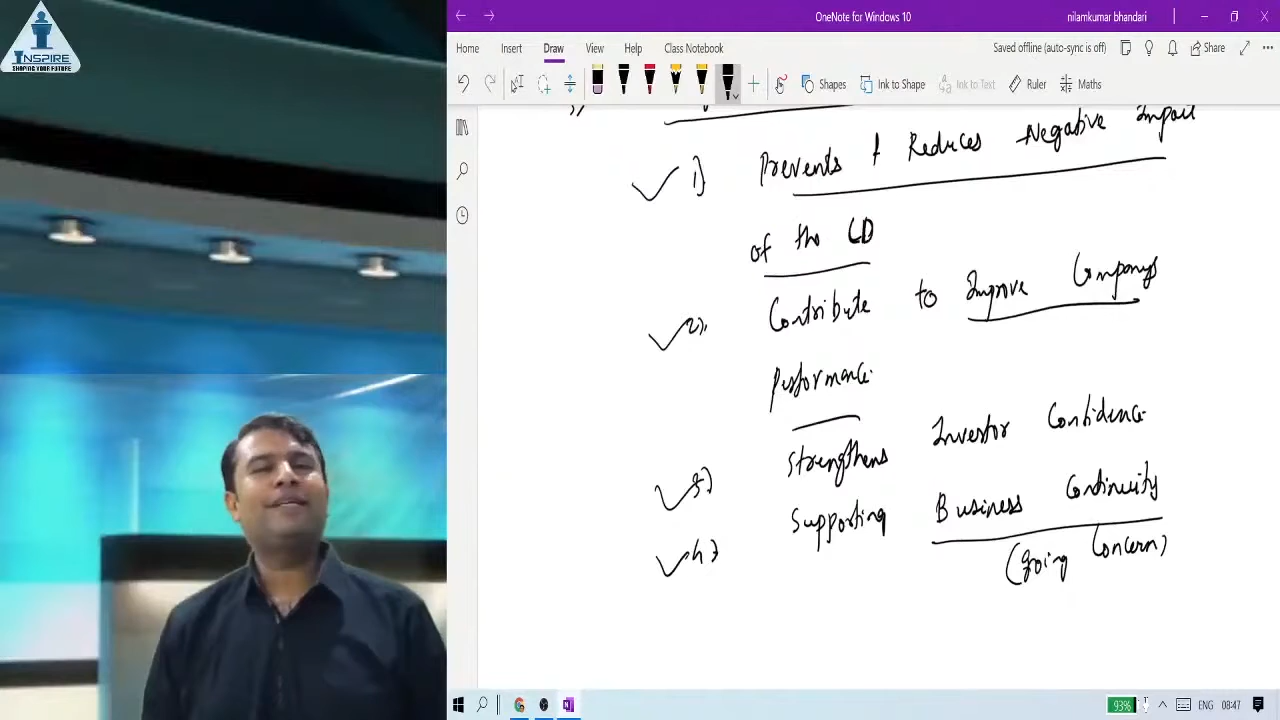 INSPIRE
SHAPING YOUR FUTURE
OneNote for Windows 10
nilamkumar bhandari
Home Insert Draw View Help Class Notebook
Saved offline (auto-sync is off)
Share
Shapes
Ink to Shape
Ink to Text
Ruler
Maths
1) Prevents & Reduces Negative Impact
of the LD
2) Contribute to Improve Company's
Performance
3) Strengthens Investor Confidence
4) Supporting Business Continuity
(Going Concern)
93%
ENG
08:47